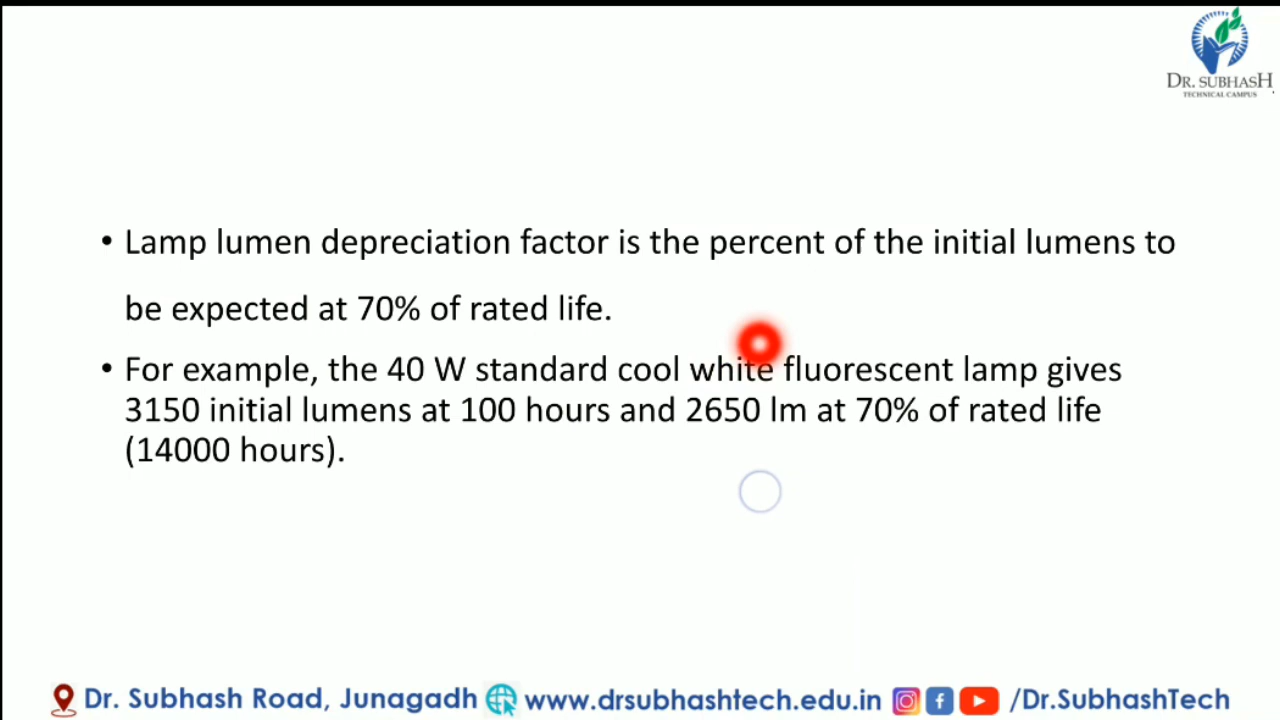 DR. SUBHASH
TECHNICAL CAMPUS
• Lamp lumen depreciation factor is the percent of the initial lumens to
be expected at 70% of rated life.
• For example, the 40 W standard cool white fluorescent lamp gives
3150 initial lumens at 100 hours and 2650 lm at 70% of rated life
(14000 hours).
Dr. Subhash Road, Junagadh www.drsubhashtech.edu.in /Dr.SubhashTech